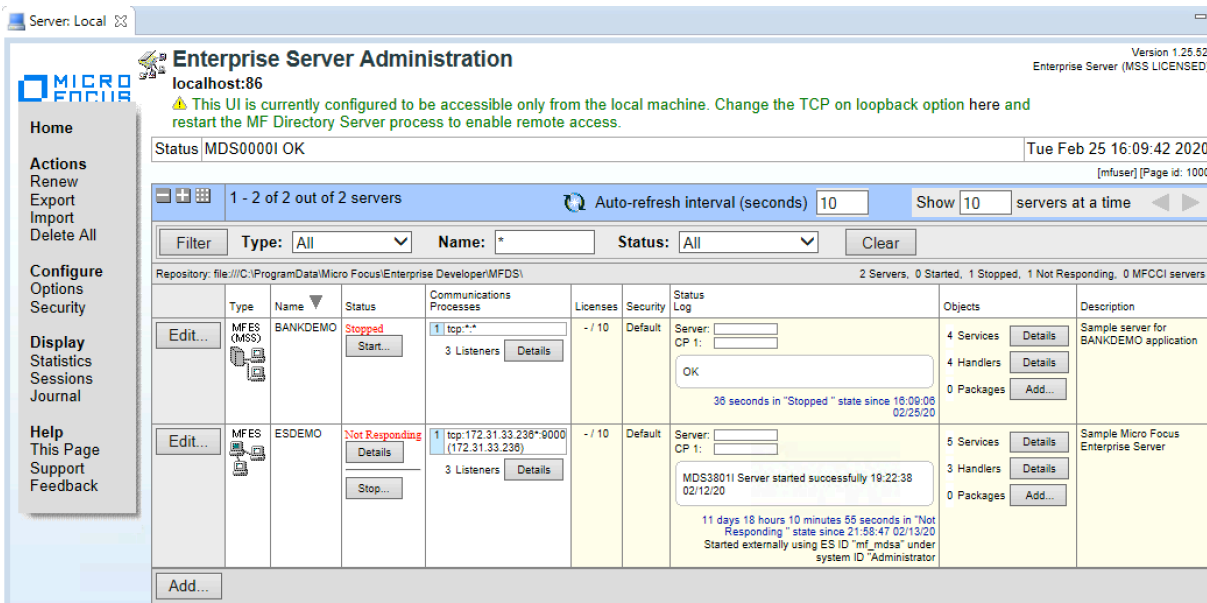 Server: Local
Enterprise Server Administration
Version 1.25.52
Enterprise Server (MSS LICENSED)
MICRO
FOCUS
localhost:86
This UI is currently configured to be accessible only from the local machine. Change the TCP on loopback option here and
restart the MF Directory Server process to enable remote access.
Home
Actions
Renew
Export
Import
Delete All
Configure
Options
Security
Display
Statistics
Sessions
Journal
Help
This Page
Support
Feedback
Status MDS0000I OK Tue Feb 25 16:09:42 2020
[mfuser] [Page id: 1000
1 - 2 of 2 out of 2 servers Auto-refresh interval (seconds) 10 Show 10 servers at a time
Filter Type: All Name: * Status: All Clear
Repository: file:///C:\ProgramData\Micro Focus\Enterprise Developer\MFDS\ 2 Servers, 0 Started, 1 Stopped, 1 Not Responding, 0 MFCCI servers
Type Name Status Communications Processes Licenses Security Status Log Objects Description
Edit...
MFES
(MSS)
BANKDEMO
Stopped
Start...
1 tcp:*:*
3 Listeners Details
- / 10
Default
Server:
CP 1:
OK
36 seconds in "Stopped " state since 16:09:06
02/25/20
4 Services Details
4 Handlers Details
0 Packages Add...
Sample server for
BANKDEMO application
Edit...
MFES
ESDEMO
Not Responding
Details
Stop...
1 tcp:172.31.33.236*:9000
(172.31.33.236)
3 Listeners Details
- / 10
Default
Server:
CP 1:
MDS3801I Server started successfully 19:22:38
02/12/20
11 days 18 hours 10 minutes 55 seconds in "Not
Responding " state since 21:58:47 02/13/20
Started externally using ES ID "mf_mdsa" under
system ID "Administrator
5 Services Details
3 Handlers Details
0 Packages Add...
Sample Micro Focus
Enterprise Server
Add...